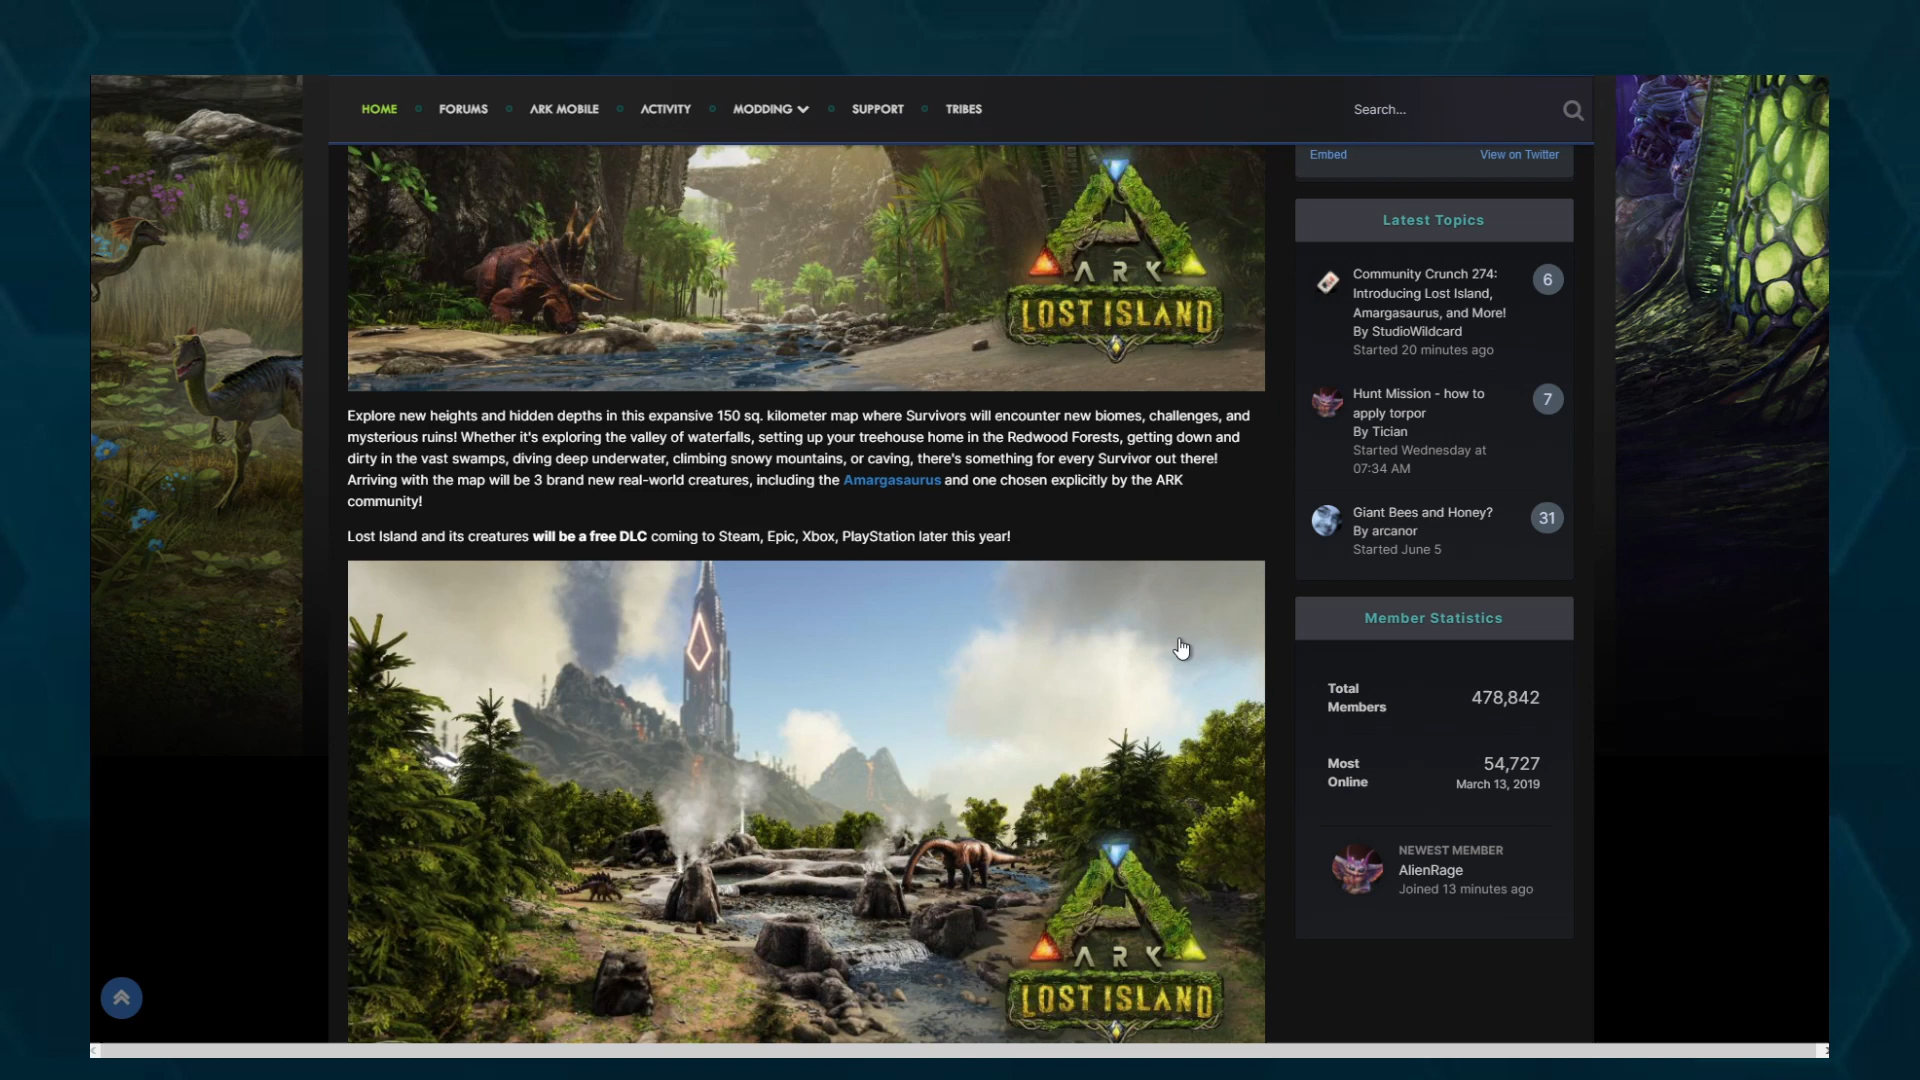 HOME
FORUMS
ARK MOBILE
ACTIVITY
MODDING
SUPPORT
TRIBES
Search...
ARK
LOST ISLAND
Explore new heights and hidden depths in this expansive 150 sq. kilometer map where Survivors will encounter new biomes, challenges, and
mysterious ruins! Whether it's exploring the valley of waterfalls, setting up your treehouse home in the Redwood Forests, getting down and
dirty in the vast swamps, diving deep underwater, climbing snowy mountains, or caving, there's something for every Survivor out there!
Arriving with the map will be 3 brand new real-world creatures, including the Amargasaurus and one chosen explicitly by the ARK
community!
Lost Island and its creatures will be a free DLC coming to Steam, Epic, Xbox, PlayStation later this year!
ARK
LOST ISLAND
Embed
View on Twitter
Latest Topics
Community Crunch 274:
Introducing Lost Island,
Amargasaurus, and More!
By StudioWildcard
Started 20 minutes ago
6
Hunt Mission - how to
apply torpor
By Tician
Started Wednesday at
07:34 AM
7
Giant Bees and Honey?
By arcanor
Started June 5
31
Member Statistics
Total
Members
478,842
Most
Online
54,727
March 13, 2019
NEWEST MEMBER
AlienRage
Joined 13 minutes ago